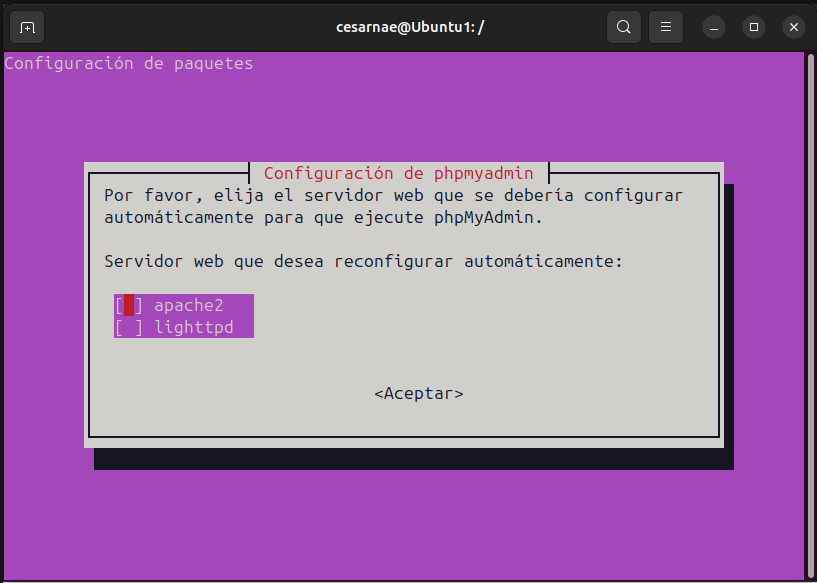 cesarnae@Ubuntu1: /
Configuración de paquetes
Configuración de phpmyadmin
Por favor, elija el servidor web que se debería configurar
automáticamente para que ejecute phpMyAdmin.
Servidor web que desea reconfigurar automáticamente:
[ ] apache2
[ ] lighttpd
<Aceptar>